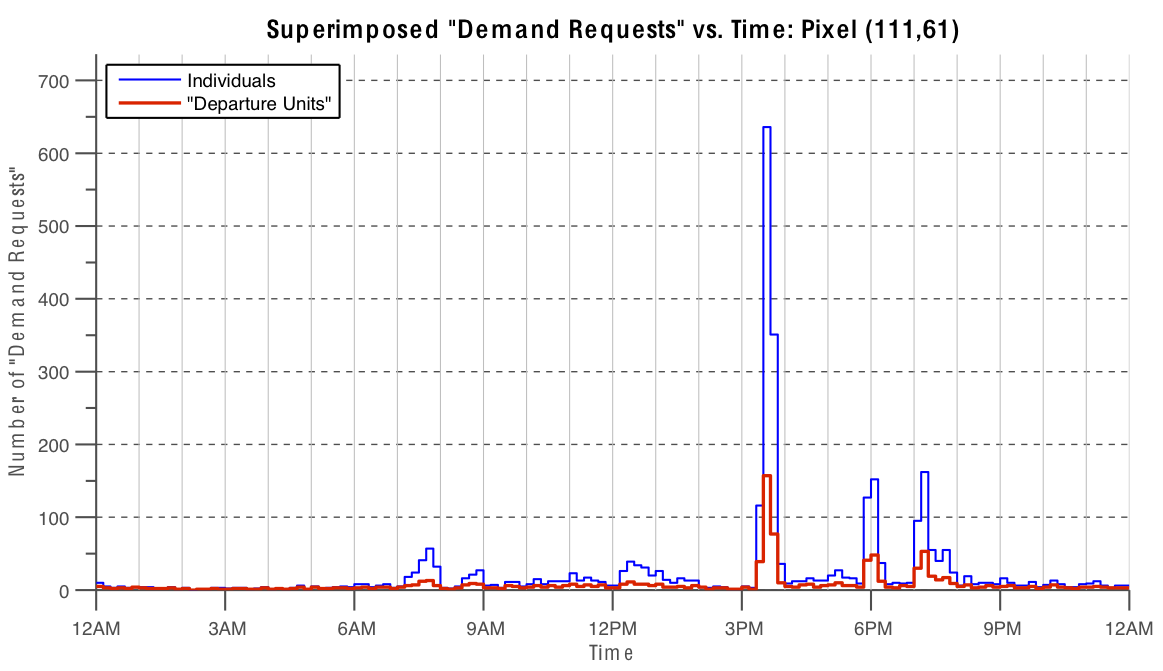 Superimposed "Demand Requests" vs. Time: Pixel (111,61)
Individuals
"Departure Units"
Number of "Demand Requests"
700
600
500
400
300
200
100
0
12AM 3AM 6AM 9AM 12PM 3PM 6PM 9PM 12AM
Time